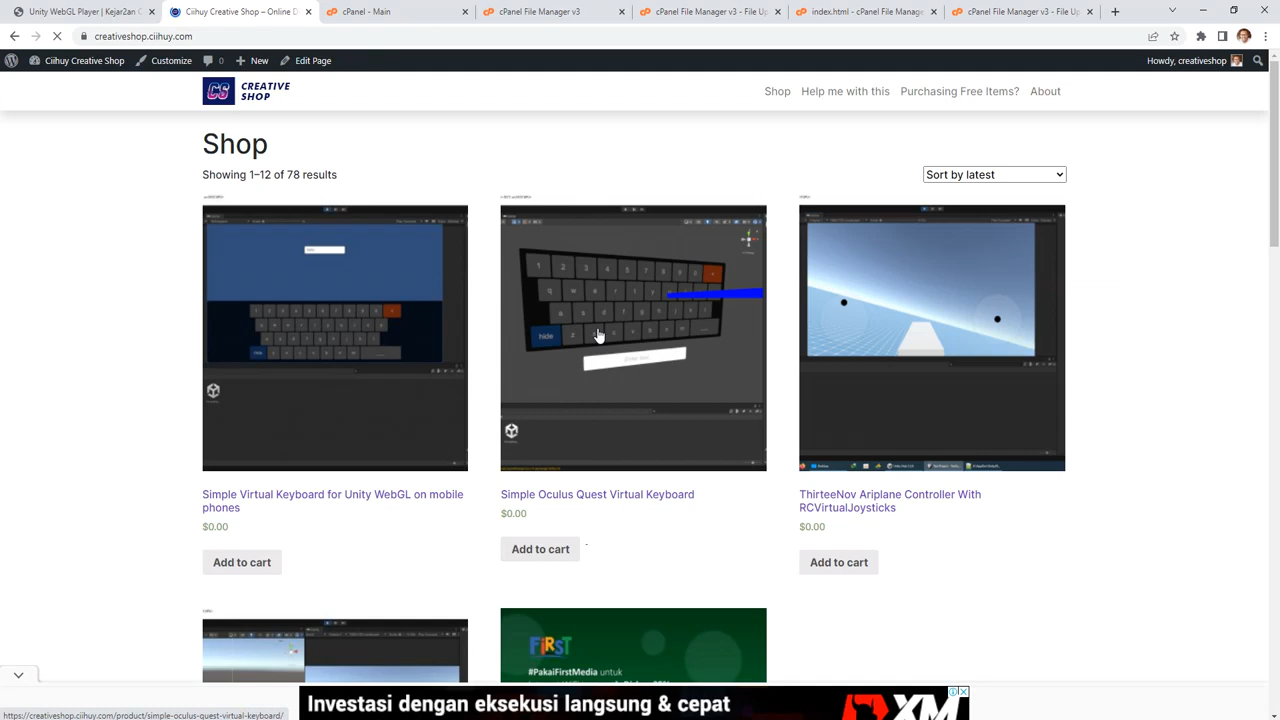 Unity WebGL Player | KejarZan C
Ciihuy Creative Shop – Online D
cPanel - Main
cPanel File Manager v3
cPanel File Manager v3 - File Up
index.html - cPanel File Manager
cPanel File Manager v3 - File Up
creativeshop.ciihuy.com
Ciihuy Creative Shop
Customize
0
New
Edit Page
Howdy, creativeshop
CREATIVE
SHOP
Shop
Help me with this
Purchasing Free Items?
About
Shop
Showing 1–12 of 78 results
Sort by latest
hide
Simple Virtual Keyboard for Unity WebGL on mobile
phones
$0.00
Add to cart
Simple Oculus Quest Virtual Keyboard
$0.00
Add to cart
ThirteeNov Ariplane Controller With
RCVirtualJoysticks
$0.00
Add to cart
FiRST
#PakaiFirstMedia untuk
Investasi dengan eksekusi langsung & cepat
XM
https://creativeshop.ciihuy.com/product/simple-oculus-quest-virtual-keyboard/